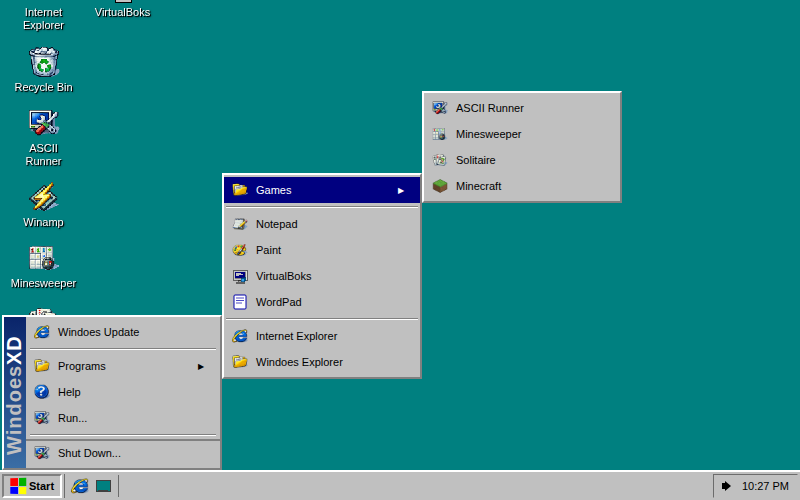 Internet
Explorer
VirtualBoks
Recycle Bin
ASCII
Runner
Winamp
Minesweeper
ASCII Runner
Minesweeper
Solitaire
Minecraft
Games
Notepad
Paint
VirtualBoks
WordPad
Internet Explorer
Windoes Explorer
WindoesXD
Windoes Update
Programs
Help
Run...
Shut Down...
Start
10:27 PM